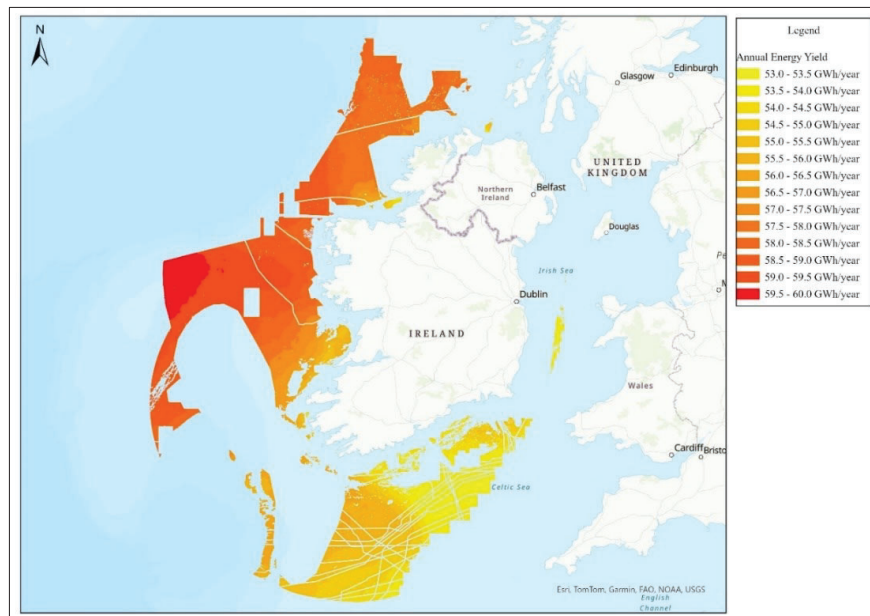 N
Legend
Annual Energy Yield
53.0 - 53.5 GWh/year
53.5 - 54.0 GWh/year
54.0 - 54.5 GWh/year
54.5 - 55.0 GWh/year
55.0 - 55.5 GWh/year
55.5 - 56.0 GWh/year
56.0 - 56.5 GWh/year
56.5 - 57.0 GWh/year
57.0 - 57.5 GWh/year
57.5 - 58.0 GWh/year
58.0 - 58.5 GWh/year
58.5 - 59.0 GWh/year
59.0 - 59.5 GWh/year
59.5 - 60.0 GWh/year
Edinburgh
Glasgow
UNITED
KINGDOM
Northern
Ireland
Belfast
Douglas
Pe
Irish Sea
M
Dublin
IRELAND
Wales
Cardiff
Bristo
Celtic Sea
Esri, TomTom, Garmin, FAO, NOAA, USGS
English
Channel